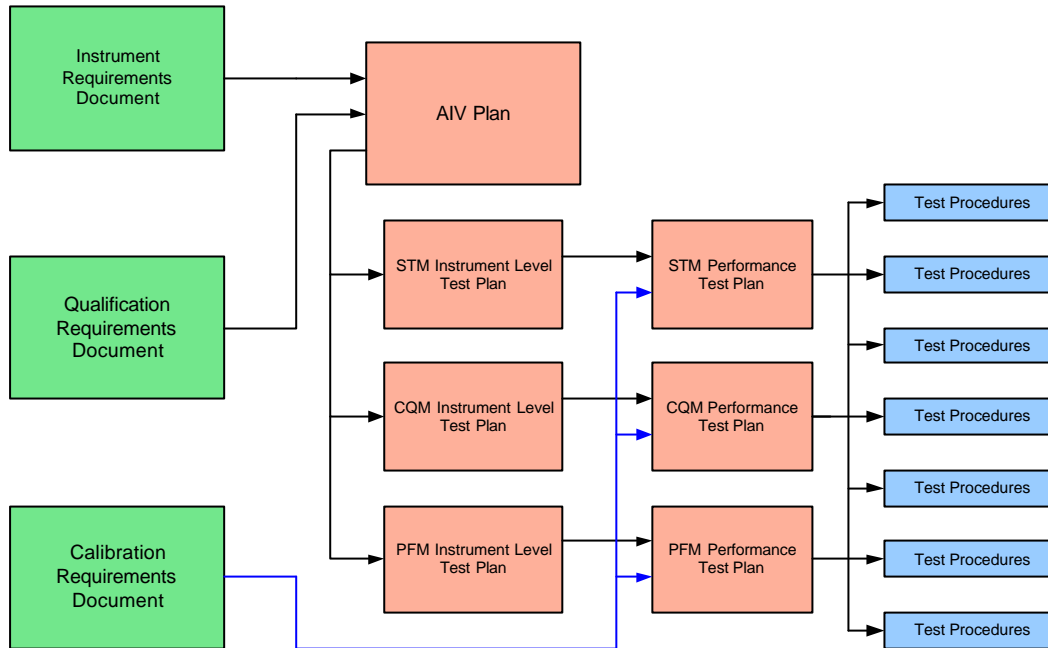 Instrument
Requirements
Document
AIV Plan
Qualification
Requirements
Document
Calibration
Requirements
Document
STM Instrument Level
Test Plan
CQM Instrument Level
Test Plan
PFM Instrument Level
Test Plan
STM Performance
Test Plan
CQM Performance
Test Plan
PFM Performance
Test Plan
Test Procedures
Test Procedures
Test Procedures
Test Procedures
Test Procedures
Test Procedures
Test Procedures